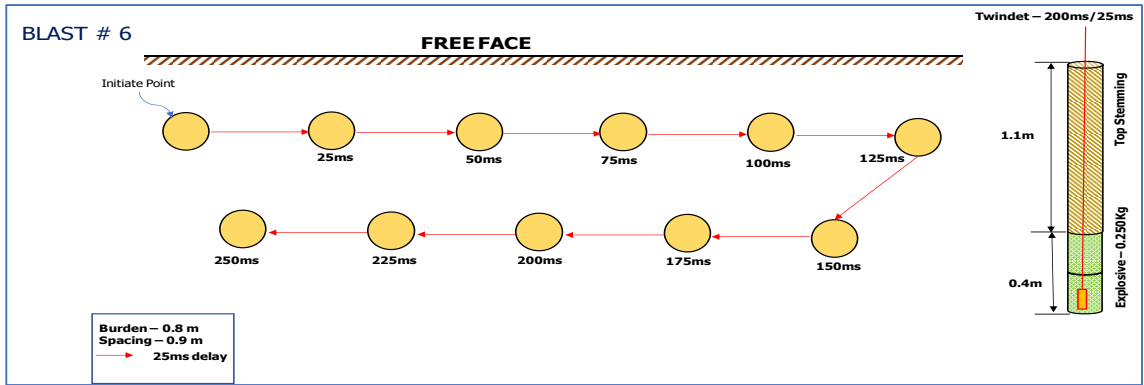 BLAST # 6
FREE FACE
Twindet – 200ms/25ms
Initiate Point
25ms
50ms
75ms
100ms
125ms
250ms
225ms
200ms
175ms
150ms
1.1m
Top Stemming
0.4m
Explosive – 0.250Kg
Burden – 0.8 m
Spacing – 0.9 m
25ms delay